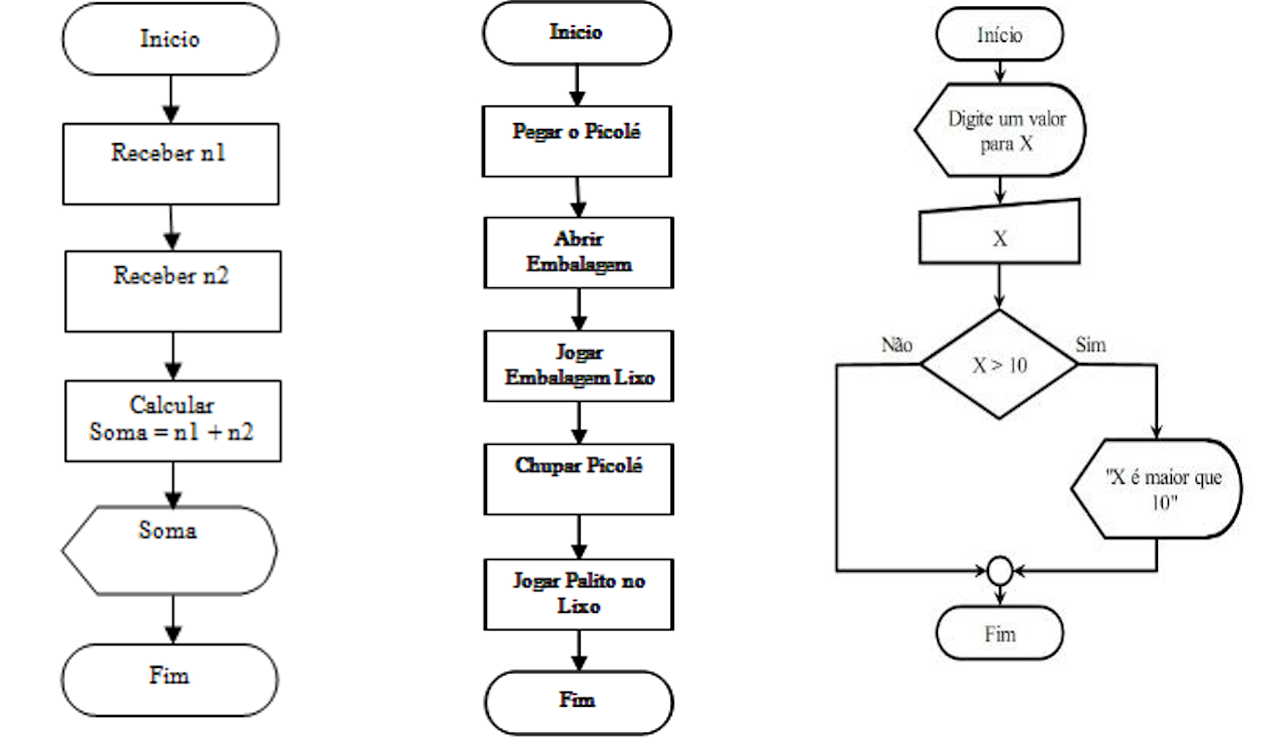 Inicio
Receber n1
Receber n2
Calcular
Soma = n1 + n2
Soma
Fim
Inicio
Pegar o Picolé
Abrir
Embalagem
Jogar
Embalagem Lixo
Chupar Picolé
Jogar Palito no
Lixo
Fim
Início
Digite um valor
para X
X
X > 10
Não
Sim
"X é maior que
10"
Fim